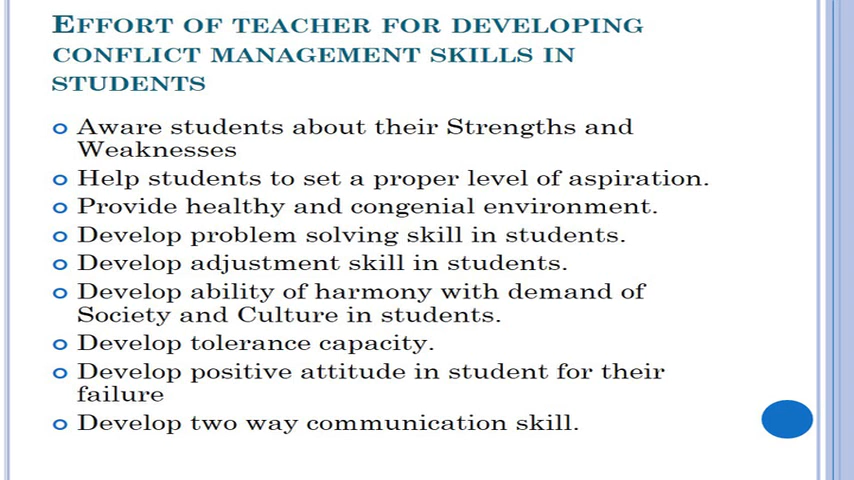 EFFORT OF TEACHER FOR DEVELOPING
CONFLICT MANAGEMENT SKILLS IN
STUDENTS
Aware students about their Strengths and
Weaknesses
Help students to set a proper level of aspiration.
Provide healthy and congenial environment.
Develop problem solving skill in students.
Develop adjustment skill in students.
Develop ability of harmony with demand of
Society and Culture in students.
Develop tolerance capacity.
Develop positive attitude in student for their
failure
Develop two way communication skill.